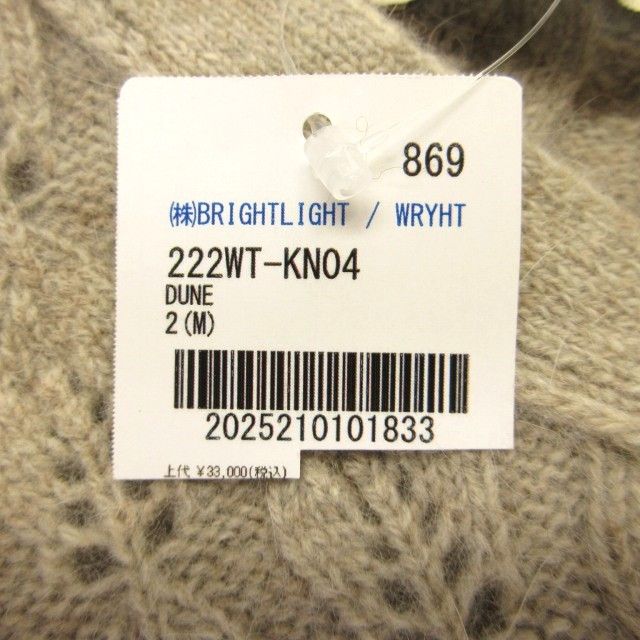 869
㈱BRIGHTLIGHT / WRYHT
222WT-KN04
DUNE
2(M)
2025210101833
上代 ¥33,000(税込)